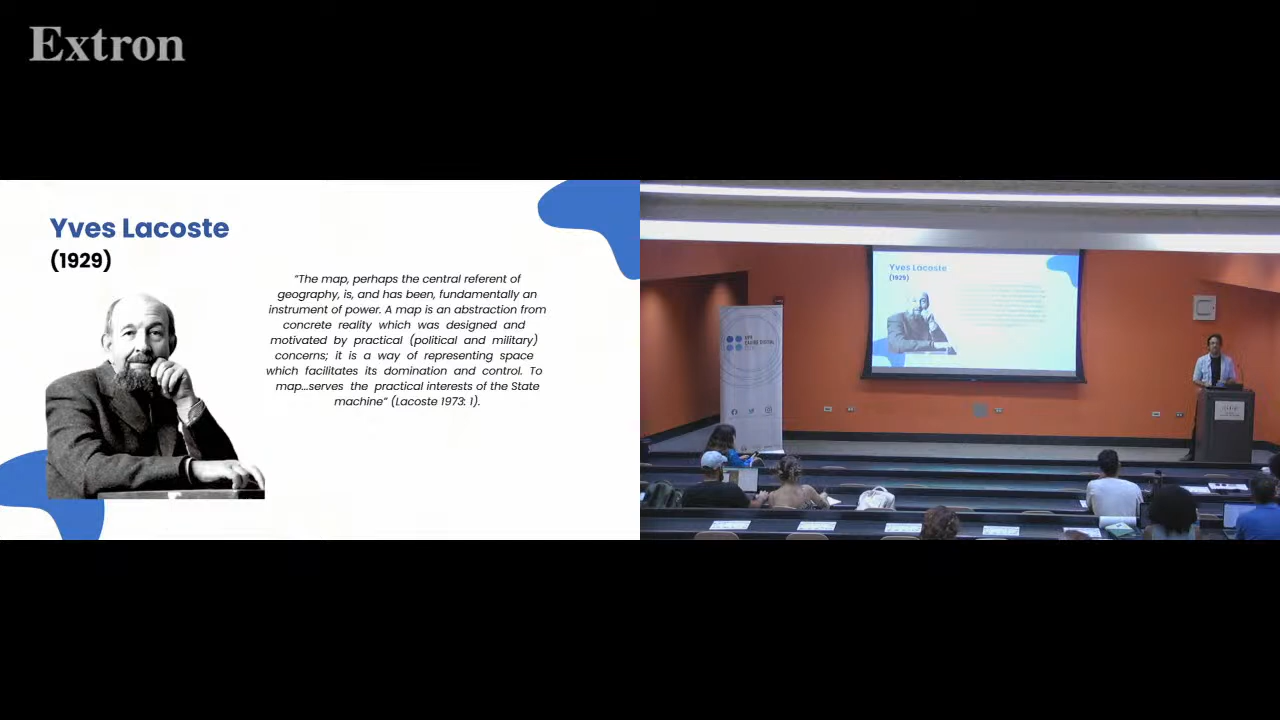 Extron
Yves Lacoste
(1929)
“The map, perhaps the central referent of
geography, is, and has been, fundamentally an
instrument of power. A map is an abstraction from
concrete reality which was designed and
motivated by practical (political and military)
concerns; it is a way of representing space
which facilitates its domination and control. To
map...serves the practical interests of the State
machine” (Lacoste 1973: 1).
Yves Lacoste
(1929)